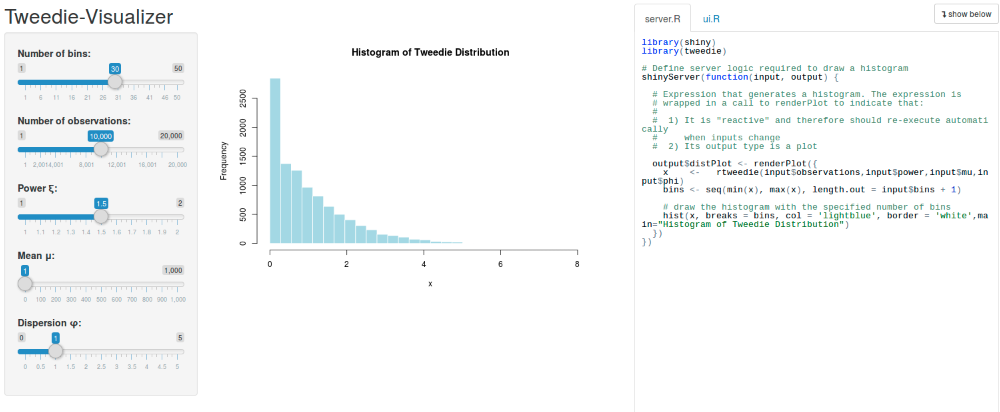 Tweedie-Visualizer
Number of bins:
1 30 50
1 6 11 16 21 26 31 36 41 46 50
Number of observations:
1 10,000 20,000
1 2,001 4,001 8,001 12,001 16,001 20,000
Power ξ:
1 1.5 2
1 1.1 1.2 1.3 1.4 1.5 1.6 1.7 1.8 1.9 2
Mean μ:
1 1,000
0 100 200 300 400 500 600 700 800 900 1,000
Dispersion φ:
0 1 5
0 0.5 1 1.5 2 2.5 3 3.5 4 4.5 5
Histogram of Tweedie Distribution
Frequency
2500
2000
1500
1000
500
0
0 2 4 6 8
x
server.R ui.R
↴ show below
library(shiny)
library(tweedie)
# Define server logic required to draw a histogram
shinyServer(function(input, output) {
# Expression that generates a histogram. The expression is
# wrapped in a call to renderPlot to indicate that:
#
# 1) It is "reactive" and therefore should re-execute automati
cally
# when inputs change
# 2) Its output type is a plot
output$distPlot <- renderPlot({
x <- rtweedie(input$observations,input$power,input$mu,in
put$phi)
bins <- seq(min(x), max(x), length.out = input$bins + 1)
# draw the histogram with the specified number of bins
hist(x, breaks = bins, col = 'lightblue', border = 'white',ma
in="Histogram of Tweedie Distribution")
})
})